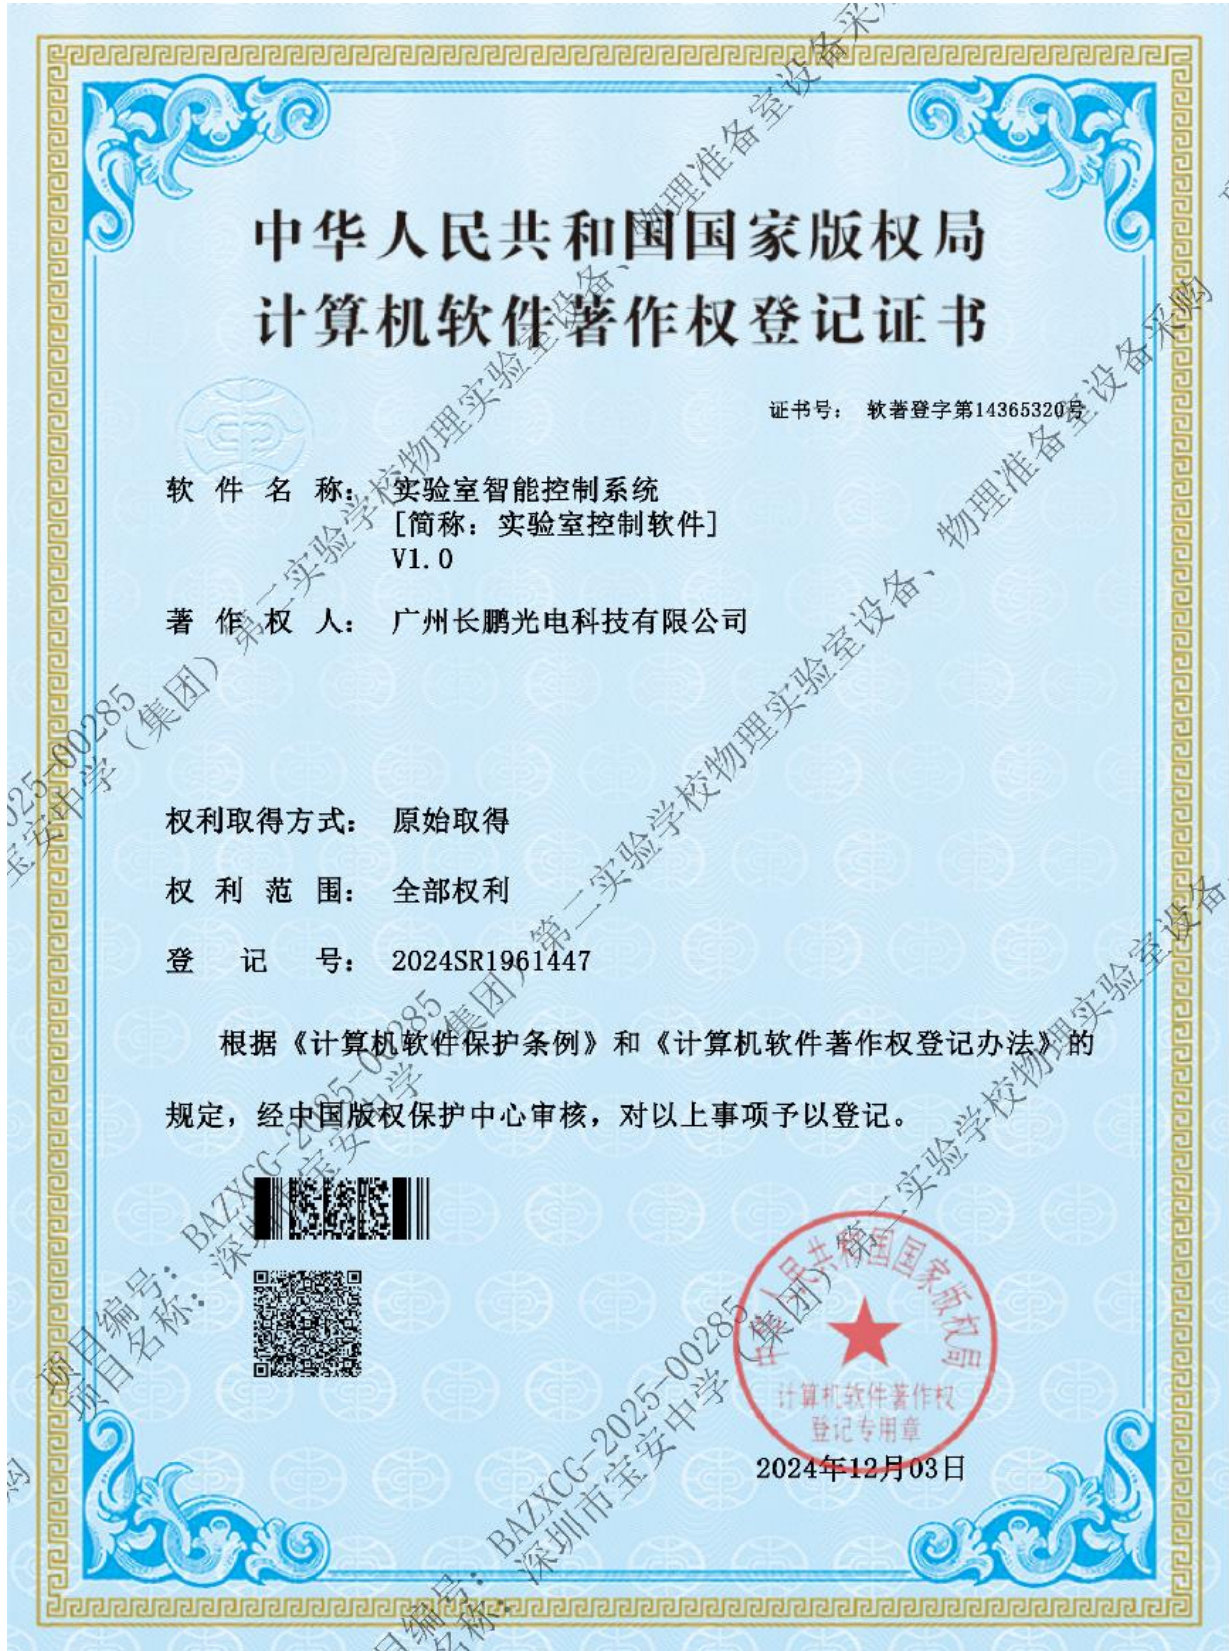 中华人民共和国国家版权局
计算机软件著作权登记证书
证书号： 软著登字第14365320号
软件名称： 实验室智能控制系统
[简称：实验室控制软件]
V1.0
著作权人： 广州长鹏光电科技有限公司
权利取得方式： 原始取得
权利范围： 全部权利
登记号： 2024SR1961447
根据《计算机软件保护条例》和《计算机软件著作权登记办法》的
规定，经中国版权保护中心审核，对以上事项予以登记。
中华人民共和国国家版权局
计算机软件著作权
登记专用章
2024年12月03日
项目编号：BAZXCG-2025-00285
项目名称：深圳市宝安中学（集团）第二实验学校物理实验室设备、物理准备室设备采购